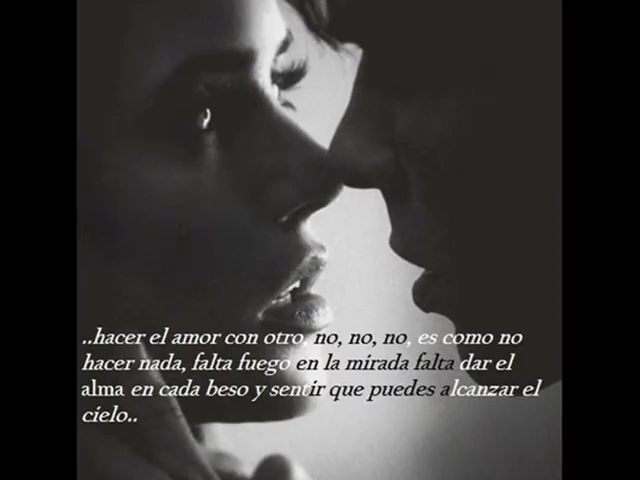 ..hacer el amor con otro, no, no, no, es como no
hacer nada, falta fuego en la mirada falta dar el
alma en cada beso y sentir que puedes alcanzar el
cielo..